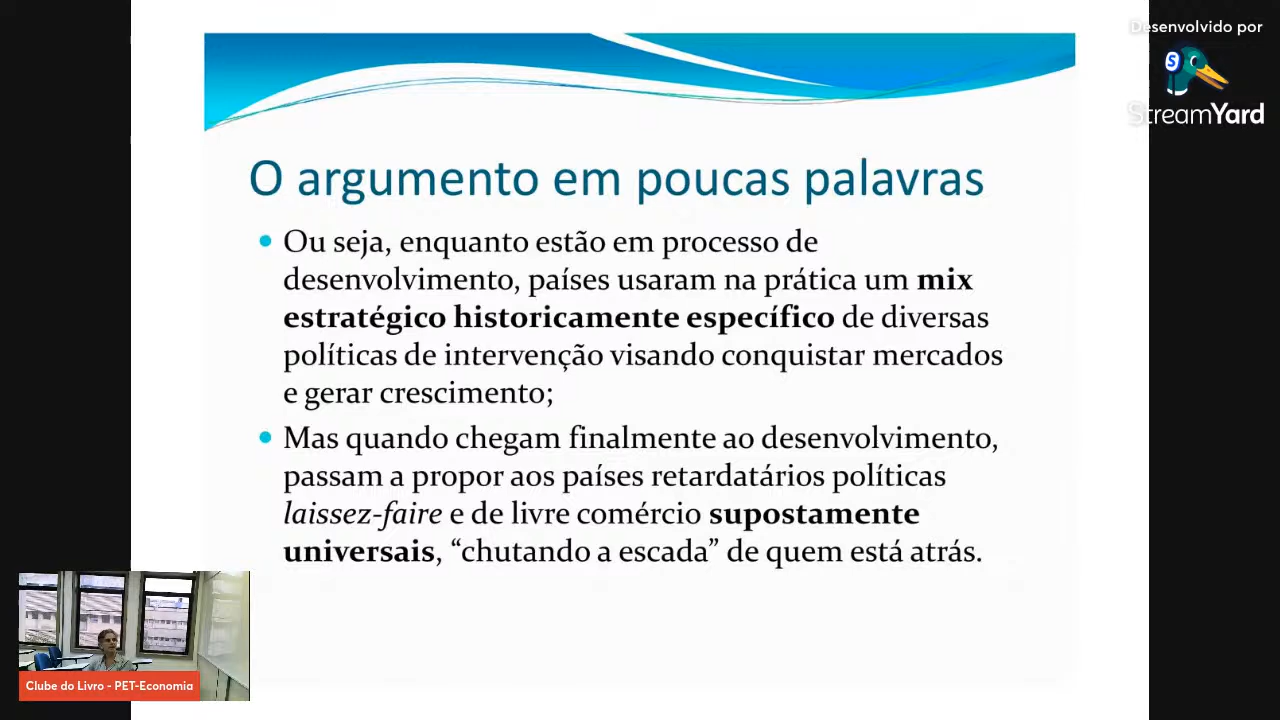 Desenvolvido por
S
StreamYard
O argumento em poucas palavras
• Ou seja, enquanto estão em processo de
desenvolvimento, países usaram na prática um mix
estratégico historicamente específico de diversas
políticas de intervenção visando conquistar mercados
e gerar crescimento;
• Mas quando chegam finalmente ao desenvolvimento,
passam a propor aos países retardatários políticas
laissez-faire e de livre comércio supostamente
universais, “chutando a escada” de quem está atrás.
Clube do Livro - PET-Economia